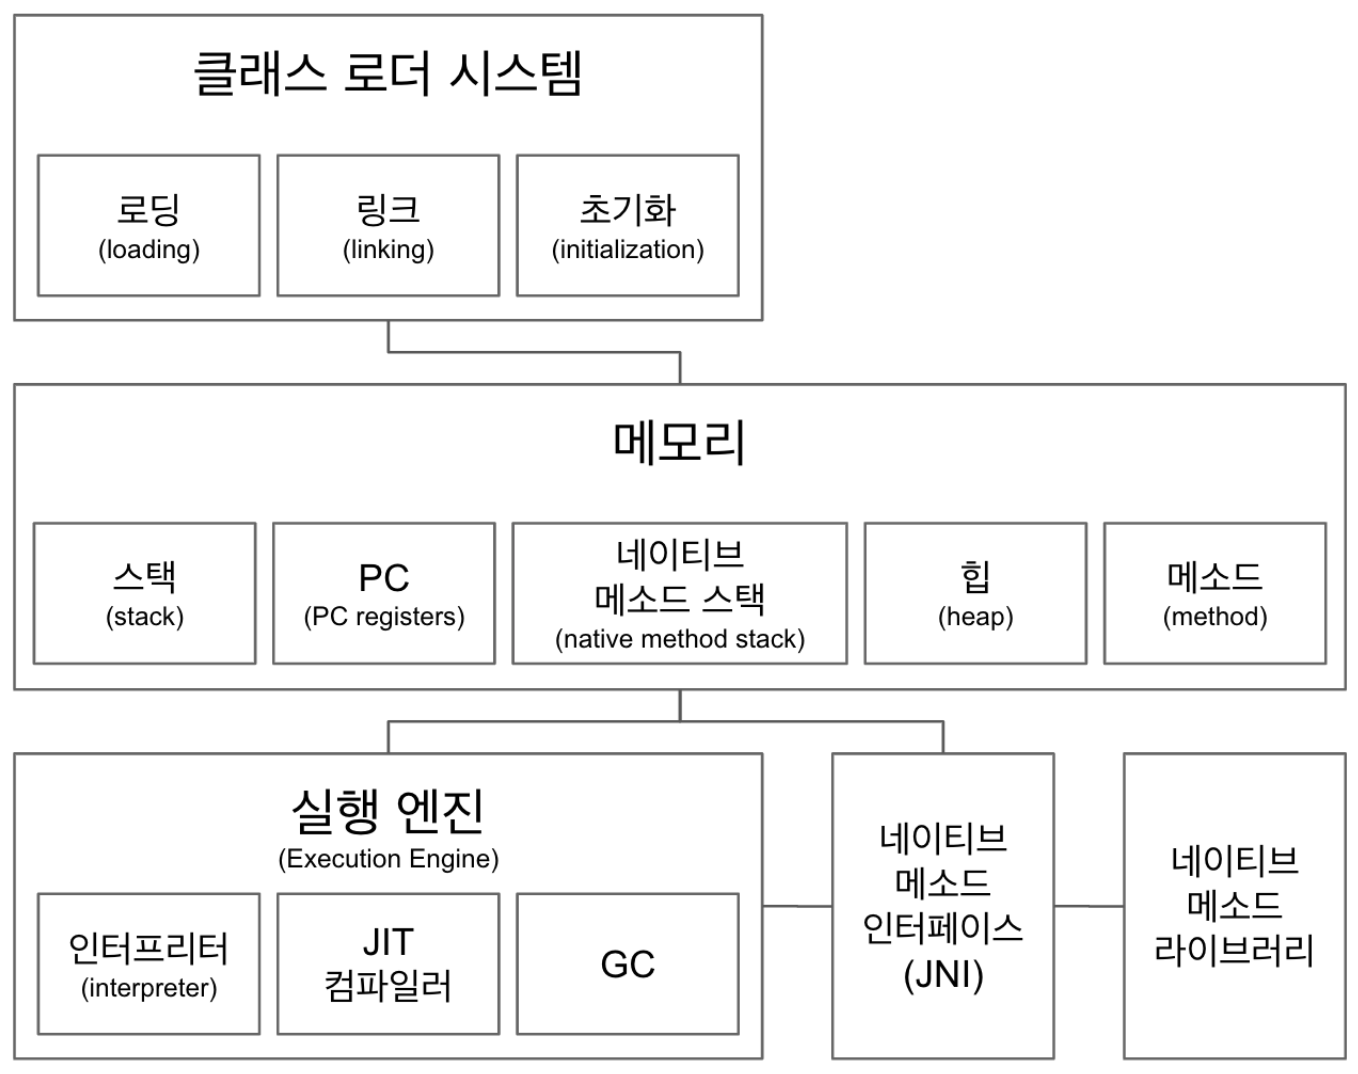 클래스 로더 시스템
로딩
(loading)
링크
(linking)
초기화
(initialization)
메모리
스택
(stack)
PC
(PC registers)
네이티브
메소드 스택
(native method stack)
힙
(heap)
메소드
(method)
실행 엔진
(Execution Engine)
인터프리터
(interpreter)
JIT
컴파일러
GC
네이티브
메소드
인터페이스
(JNI)
네이티브
메소드
라이브러리